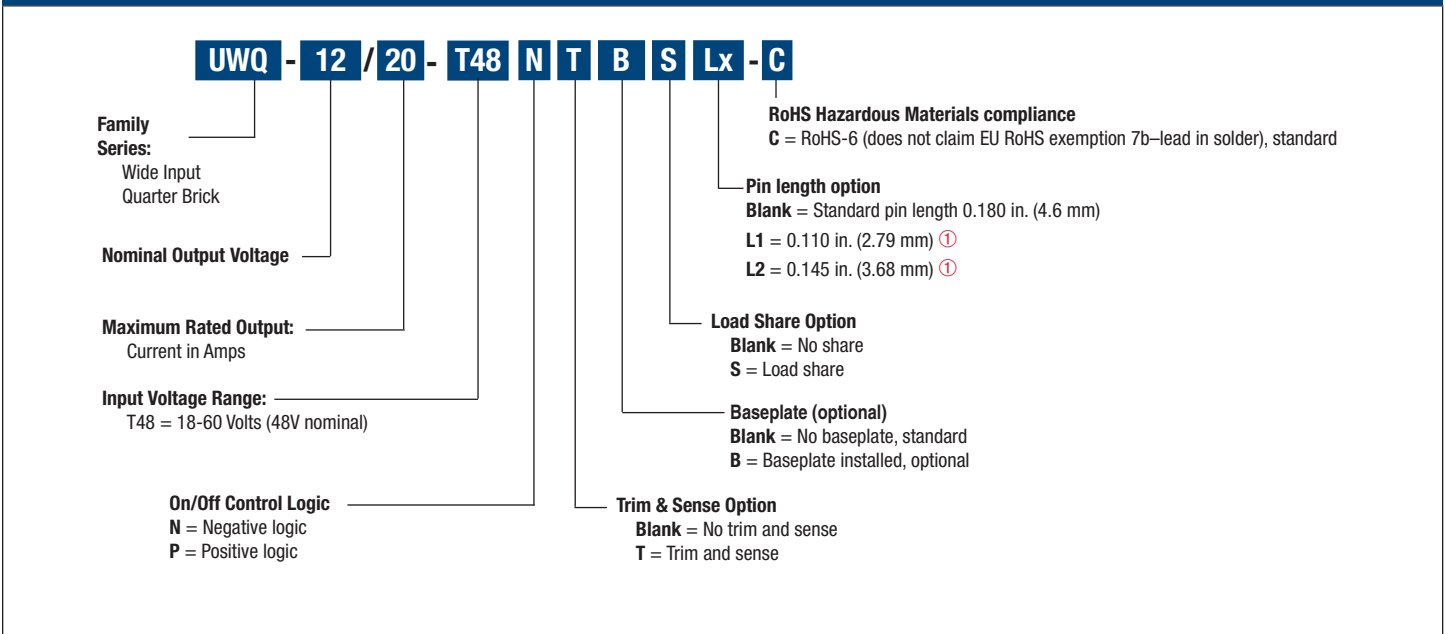 UWQ - 12 / 20 - T48 N T B S Lx - C
RoHS Hazardous Materials compliance
C = RoHS-6 (does not claim EU RoHS exemption 7b–lead in solder), standard
Family
Series:
Wide Input
Quarter Brick
Pin length option
Blank = Standard pin length 0.180 in. (4.6 mm)
L1 = 0.110 in. (2.79 mm) ①
L2 = 0.145 in. (3.68 mm) ①
Nominal Output Voltage
Maximum Rated Output:
Current in Amps
Load Share Option
Blank = No share
S = Load share
Input Voltage Range:
T48 = 18-60 Volts (48V nominal)
Baseplate (optional)
Blank = No baseplate, standard
B = Baseplate installed, optional
On/Off Control Logic
N = Negative logic
P = Positive logic
Trim & Sense Option
Blank = No trim and sense
T = Trim and sense